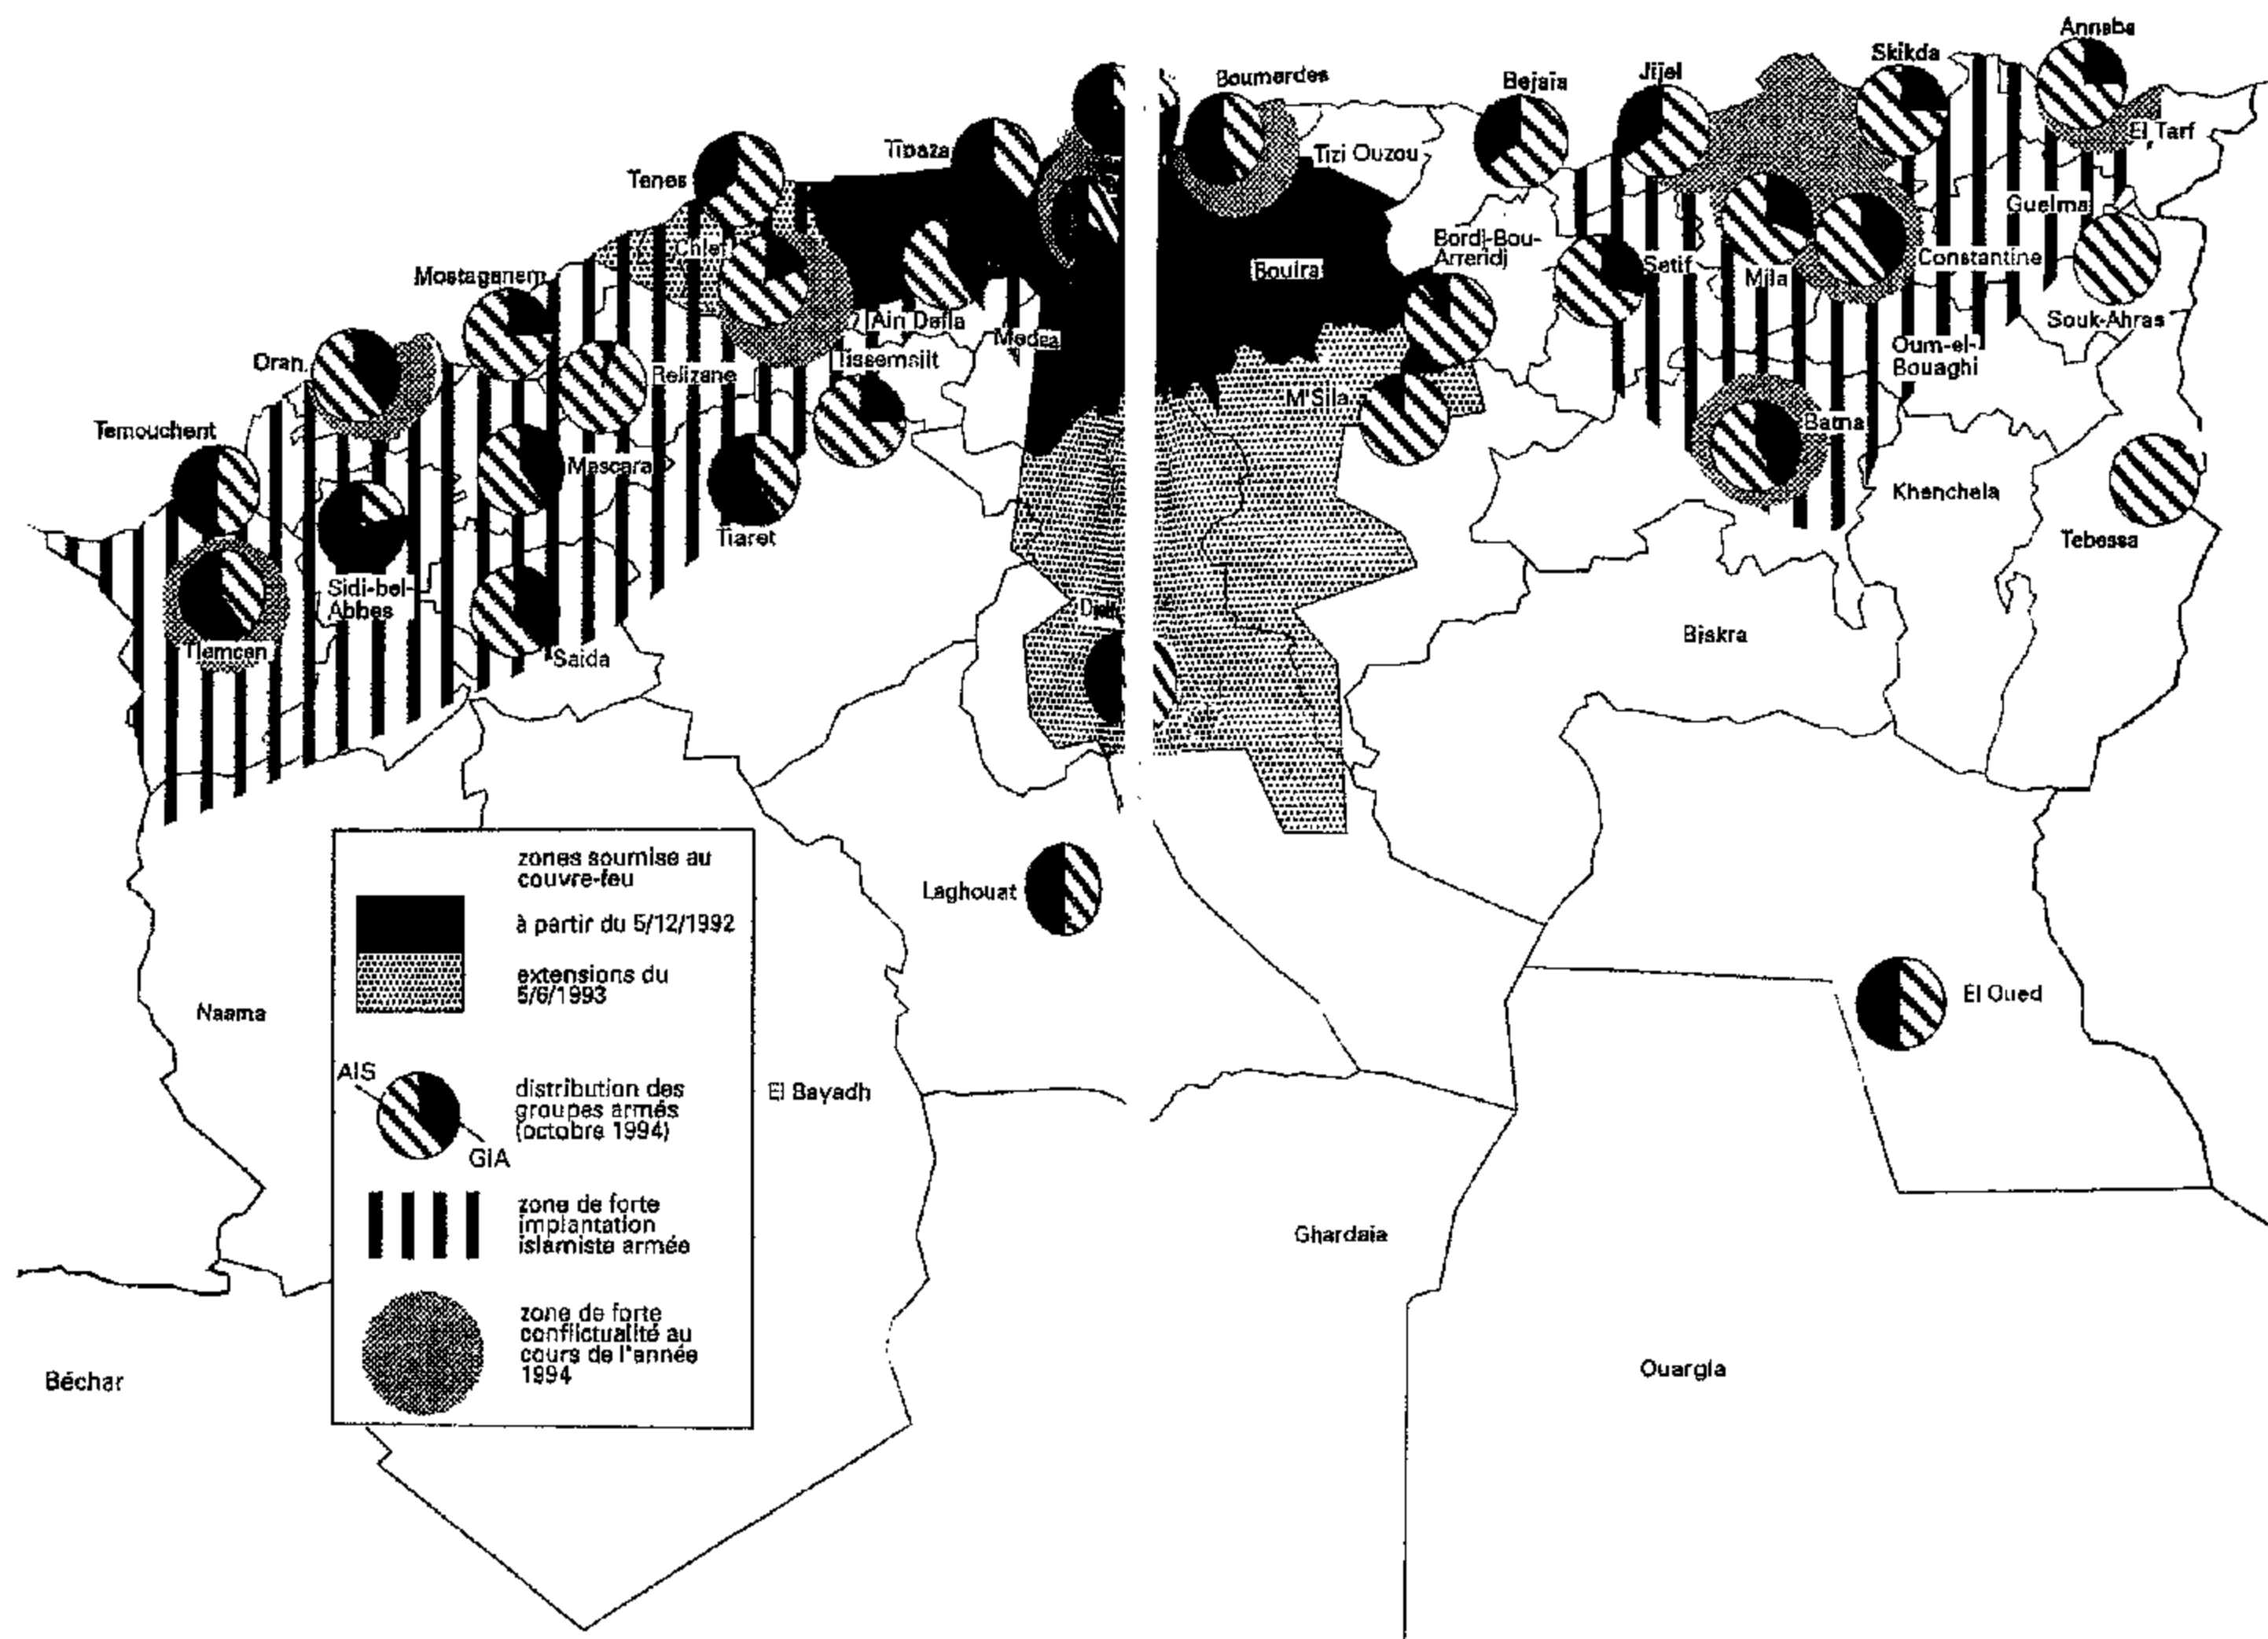 Annaba
Skikda
Jijel
Bejaia
Boumerdes
El Tarf
Tipaza
Tizi Ouzou
Tenes
Guelma
Chlef
Bordj-Bou-
Arreridj
Setif
Mila
Constantine
Bouira
Mostaganem
Souk-Ahras
Ain Defla
Medea
Tissemsilt
Oum-el-
Bouaghi
Oran
Relizane
M'Sila
Batna
Temouchent
Mascara
Khenchela
Tiaret
Tebessa
Sidi-bel-
Abbes
Tlemcen
Saida
Biskra
Laghouat
El Oued
Naama
El Bayadh
Ghardaia
Ouargla
Béchar
zones soumise au
couvre-feu
à partir du 5/12/1992
extensions du
5/6/1993
AIS
GIA
distribution des
groupes armés
(octobre 1994)
zone de forte
implantation
islamiste armée
zone de forte
conflictualité au
cours de l'année
1994